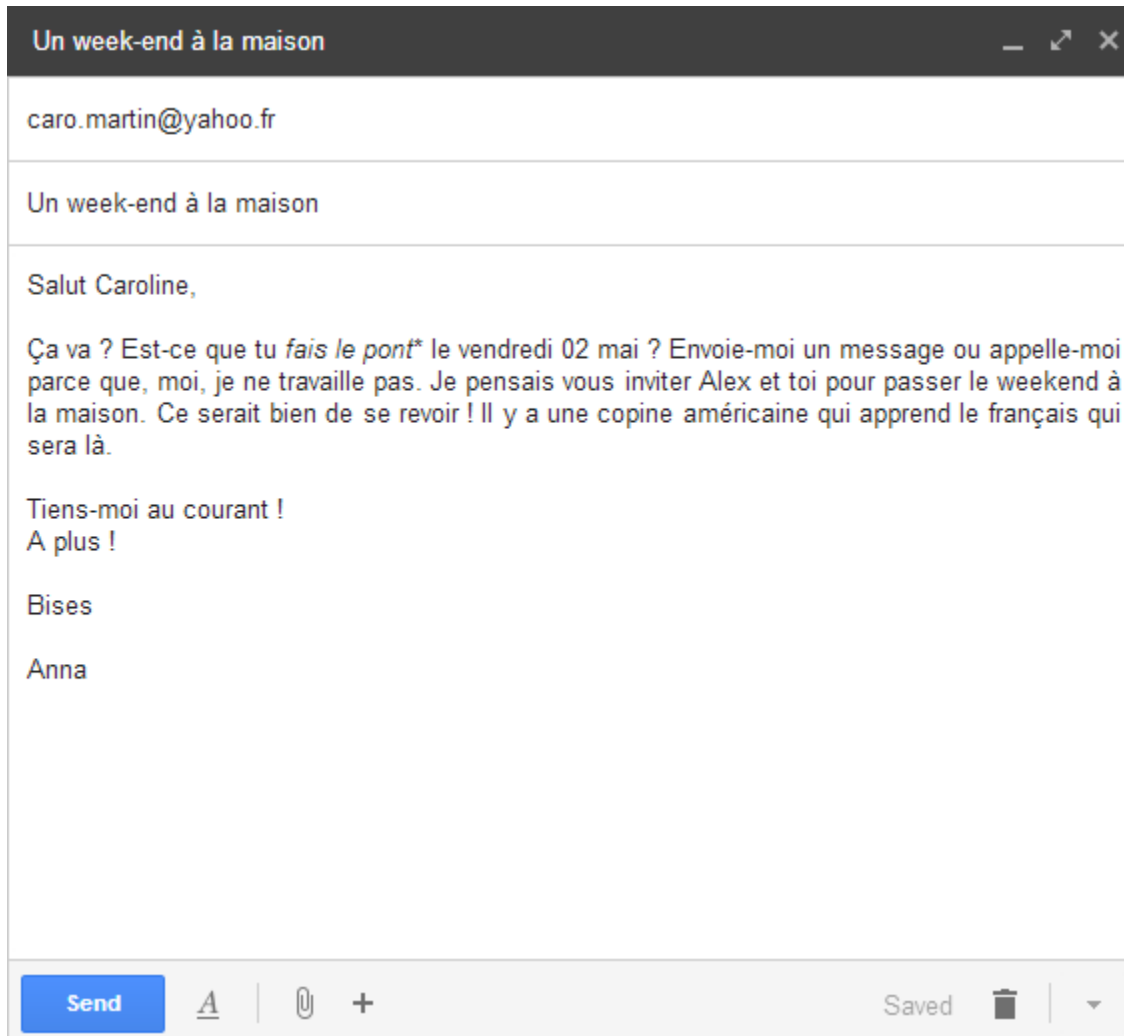 Un week-end à la maison
caro.martin@yahoo.fr
Un week-end à la maison
Salut Caroline,
Ça va ? Est-ce que tu fais le pont* le vendredi 02 mai ? Envoie-moi un message ou appelle-moi
parce que, moi, je ne travaille pas. Je pensais vous inviter Alex et toi pour passer le weekend à
la maison. Ce serait bien de se revoir ! Il y a une copine américaine qui apprend le français qui
sera là.
Tiens-moi au courant !
A plus !
Bises
Anna
Send A Saved